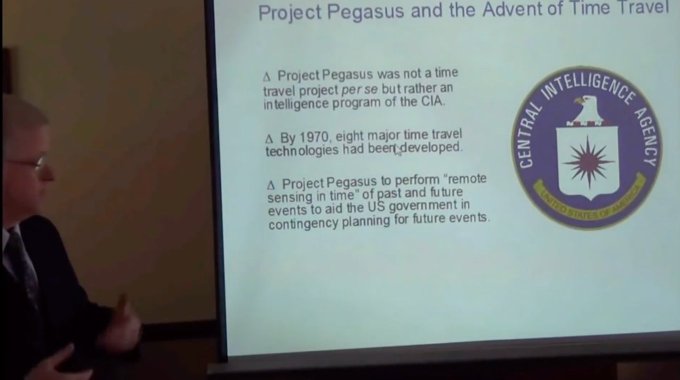 Project Pegasus and the Advent of Time Travel
Δ Project Pegasus was not a time
travel project per se but rather an
intelligence program of the CIA.
Δ By 1970, eight major time travel
technologies had been developed.
Δ Project Pegasus to perform "remote
sensing in time" of past and future
events to aid the US government in
contingency planning for future events.
CENTRAL INTELLIGENCE AGENCY
UNITED STATES OF AMERICA